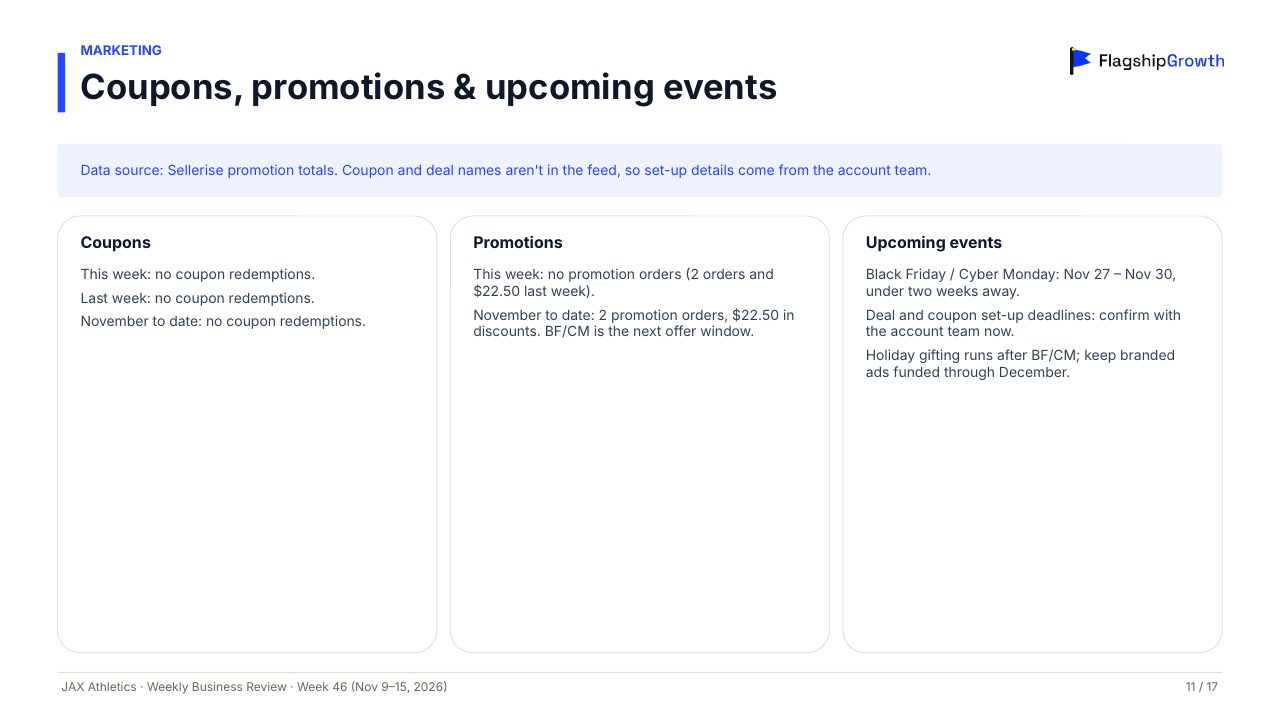 MARKETING
Coupons, promotions & upcoming events
FlagshipGrowth
Data source: Sellerise promotion totals. Coupon and deal names aren't in the feed, so set-up details come from the account team.
Coupons
This week: no coupon redemptions.
Last week: no coupon redemptions.
November to date: no coupon redemptions.
Promotions
This week: no promotion orders (2 orders and
$22.50 last week).
November to date: 2 promotion orders, $22.50 in
discounts. BF/CM is the next offer window.
Upcoming events
Black Friday / Cyber Monday: Nov 27 – Nov 30,
under two weeks away.
Deal and coupon set-up deadlines: confirm with
the account team now.
Holiday gifting runs after BF/CM; keep branded
ads funded through December.
JAX Athletics · Weekly Business Review · Week 46 (Nov 9–15, 2026)
11 / 17